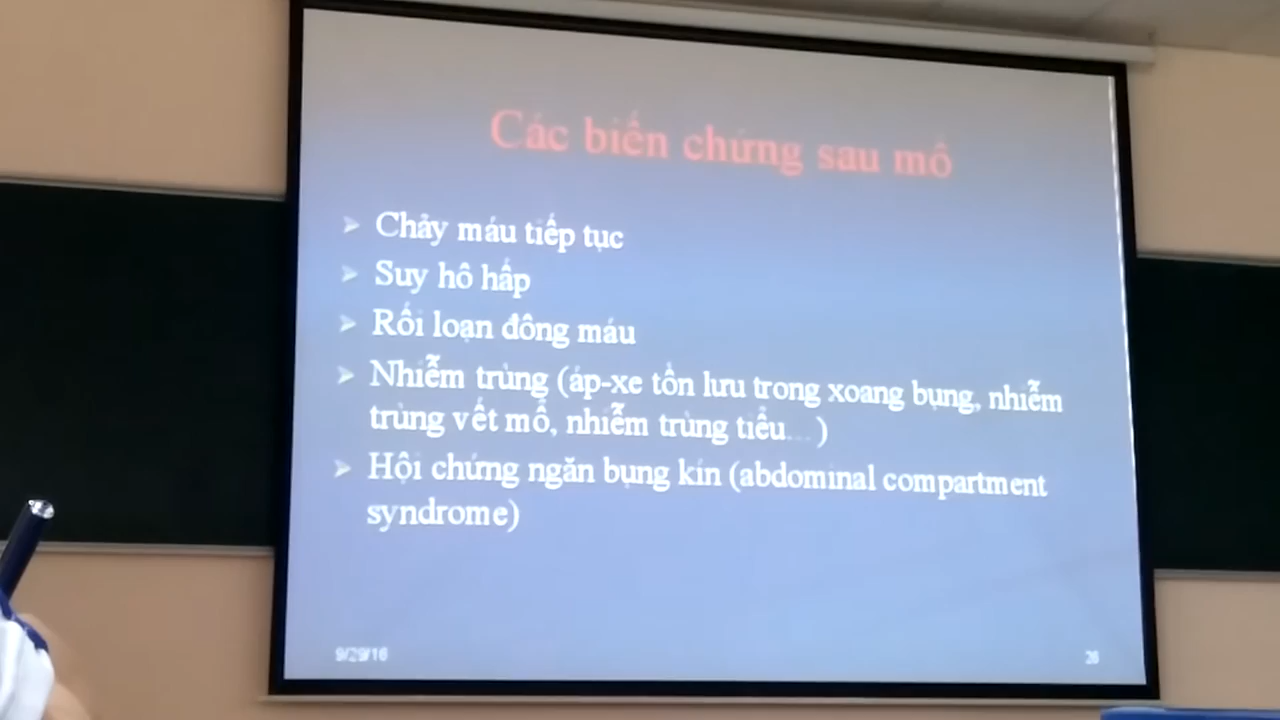 Các biến chứng sau mổ
➢ Chảy máu tiếp tục
➢ Suy hô hấp
➢ Rối loạn đông máu
➢ Nhiễm trùng (áp-xe tồn lưu trong xoang bụng, nhiễm
trùng vết mổ, nhiễm trùng tiểu... )
➢ Hội chứng ngăn bụng kín (abdominal compartment
syndrome)
9/29/16
26